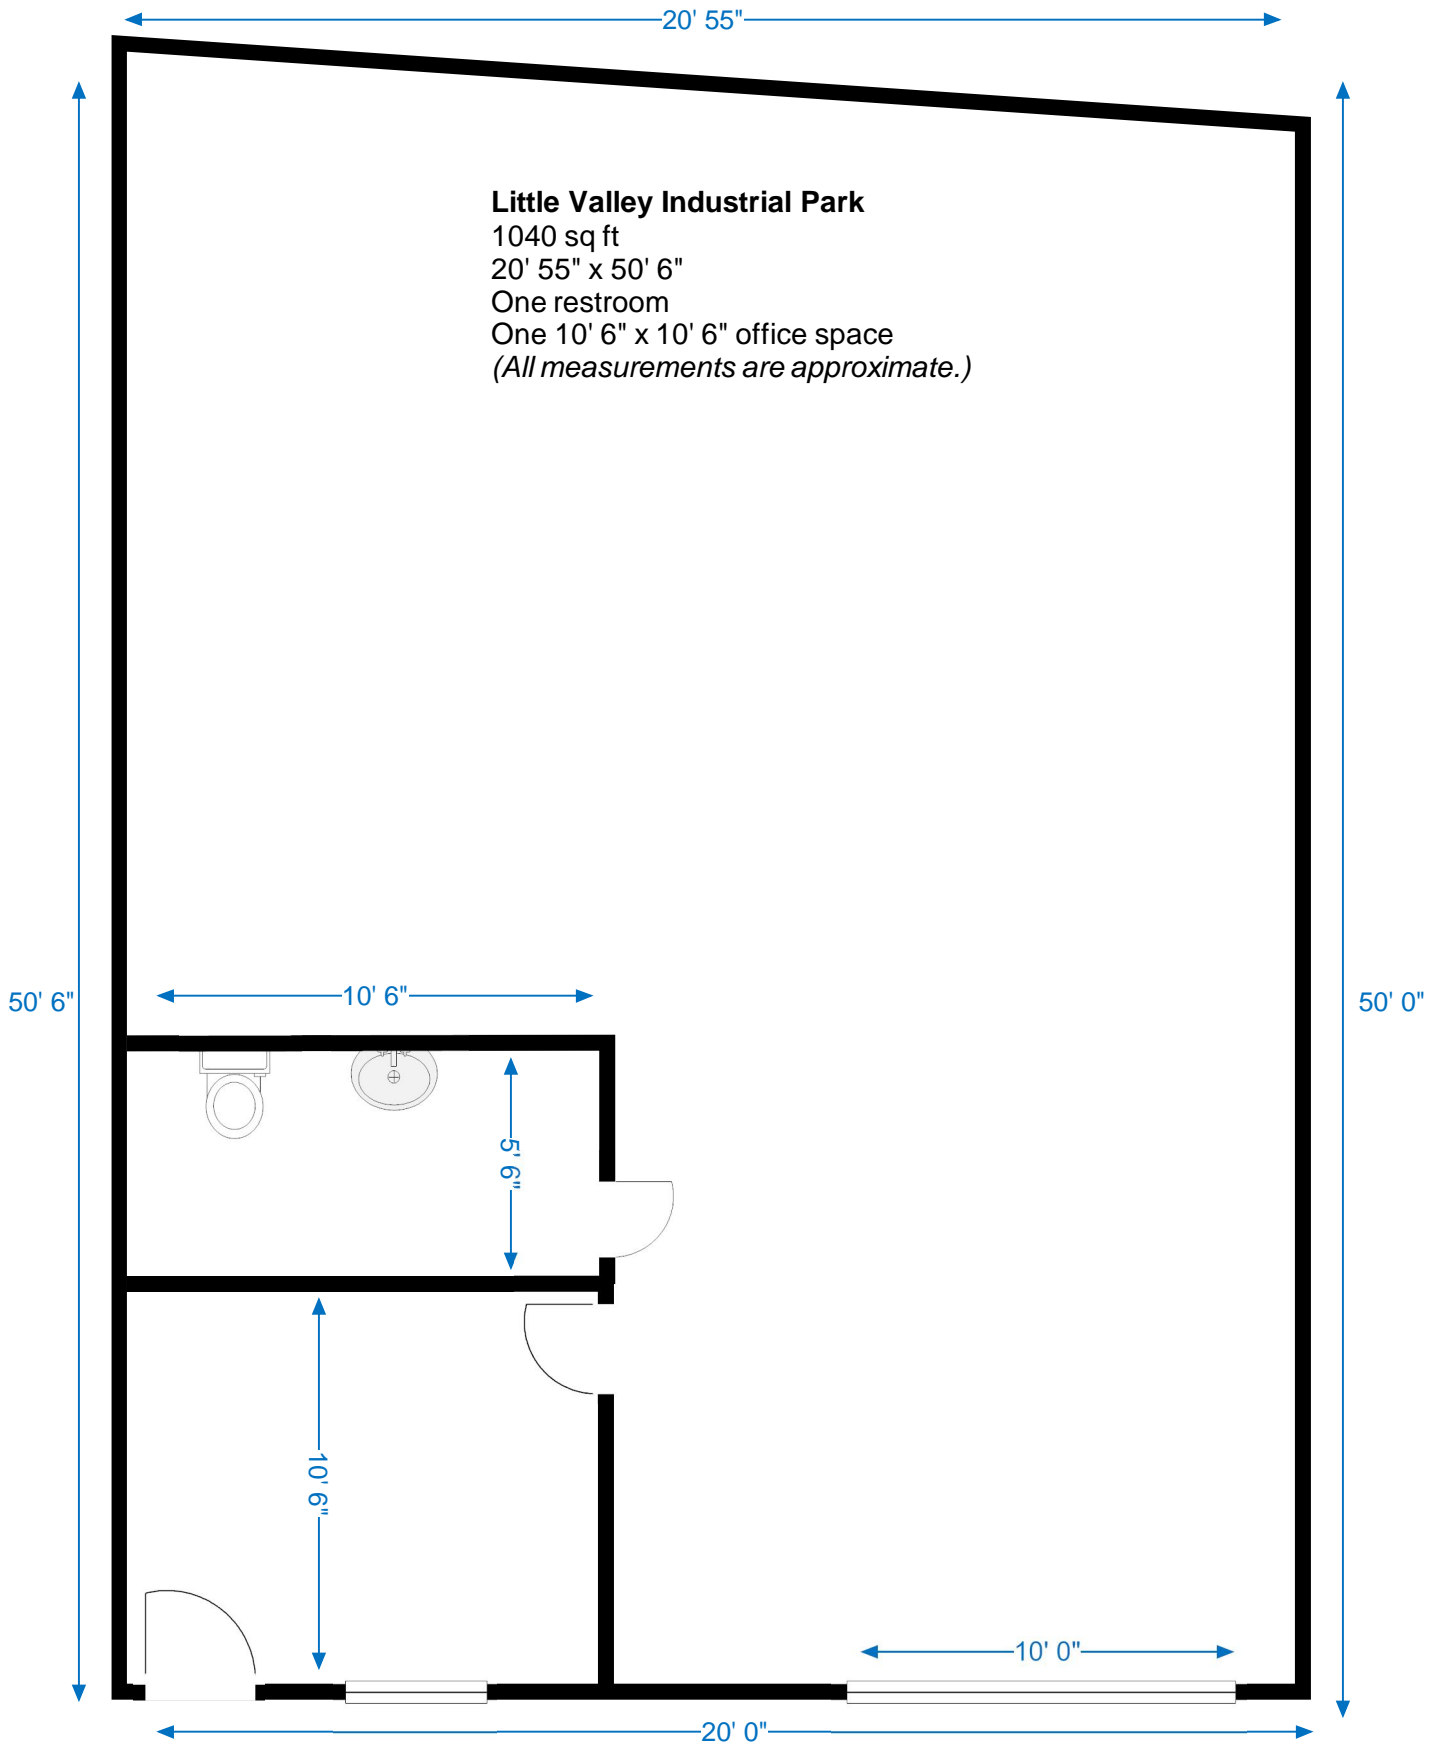 20' 55"
Little Valley Industrial Park
1040 sq ft
20' 55" x 50' 6"
One restroom
One 10' 6" x 10' 6" office space
(All measurements are approximate.)
10' 6"
50' 6"
50' 0"
5' 6"
10' 6"
10' 0"
20' 0"